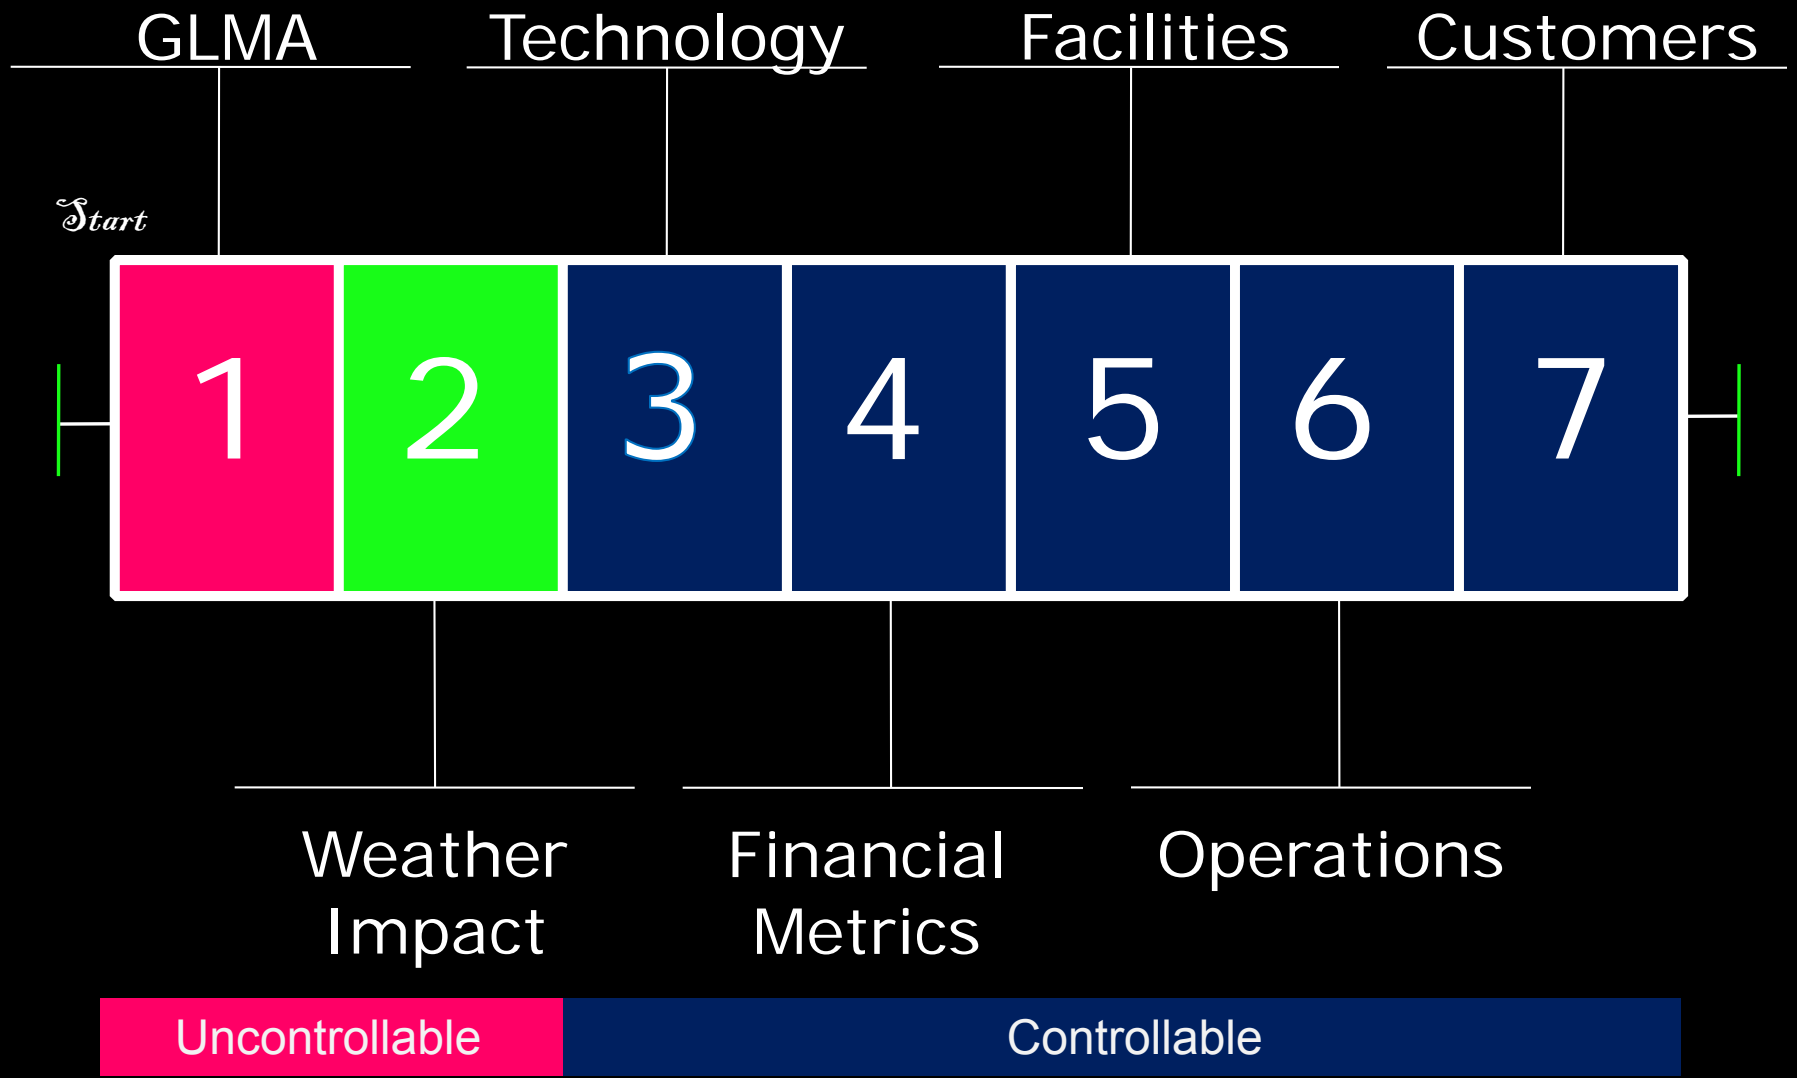 GLMA
Technology
Facilities
Customers
Start
1
2
3
4
5
6
7
Weather
Impact
Financial
Metrics
Operations
Uncontrollable
Controllable